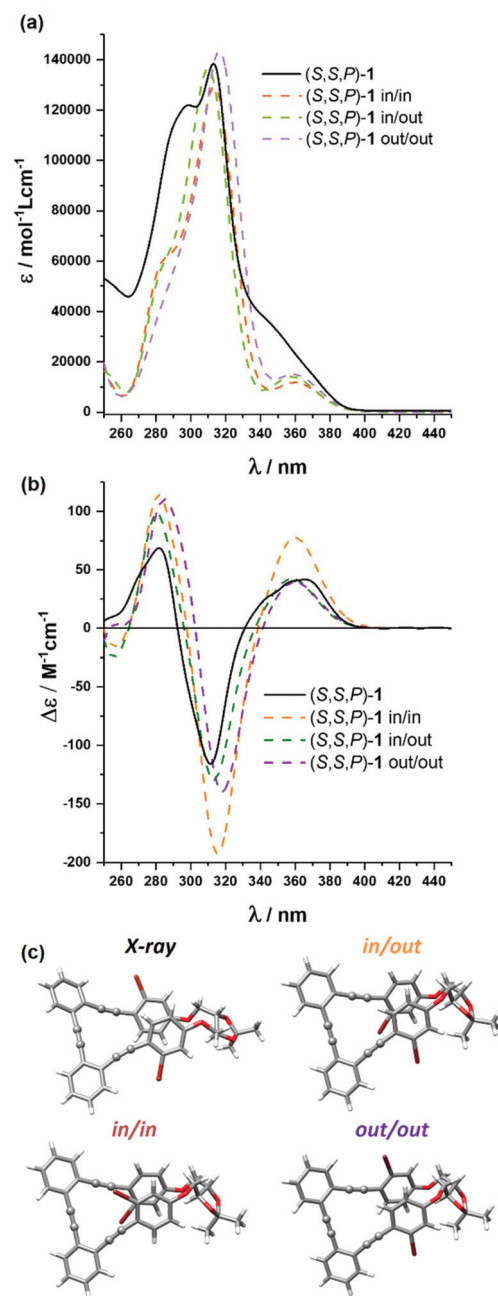 (a)
140000
120000
100000
80000
60000
40000
20000
0
ε / mol⁻¹Lcm⁻¹
(S,S,P)-1
(S,S,P)-1 in/in
(S,S,P)-1 in/out
(S,S,P)-1 out/out
260 280 300 320 340 360 380 400 420 440
λ / nm
(b)
100
50
0
-50
-100
-150
-200
Δε / M⁻¹cm⁻¹
(S,S,P)-1
(S,S,P)-1 in/in
(S,S,P)-1 in/out
(S,S,P)-1 out/out
260 280 300 320 340 360 380 400 420 440
λ / nm
(c)
X-ray
in/out
in/in
out/out